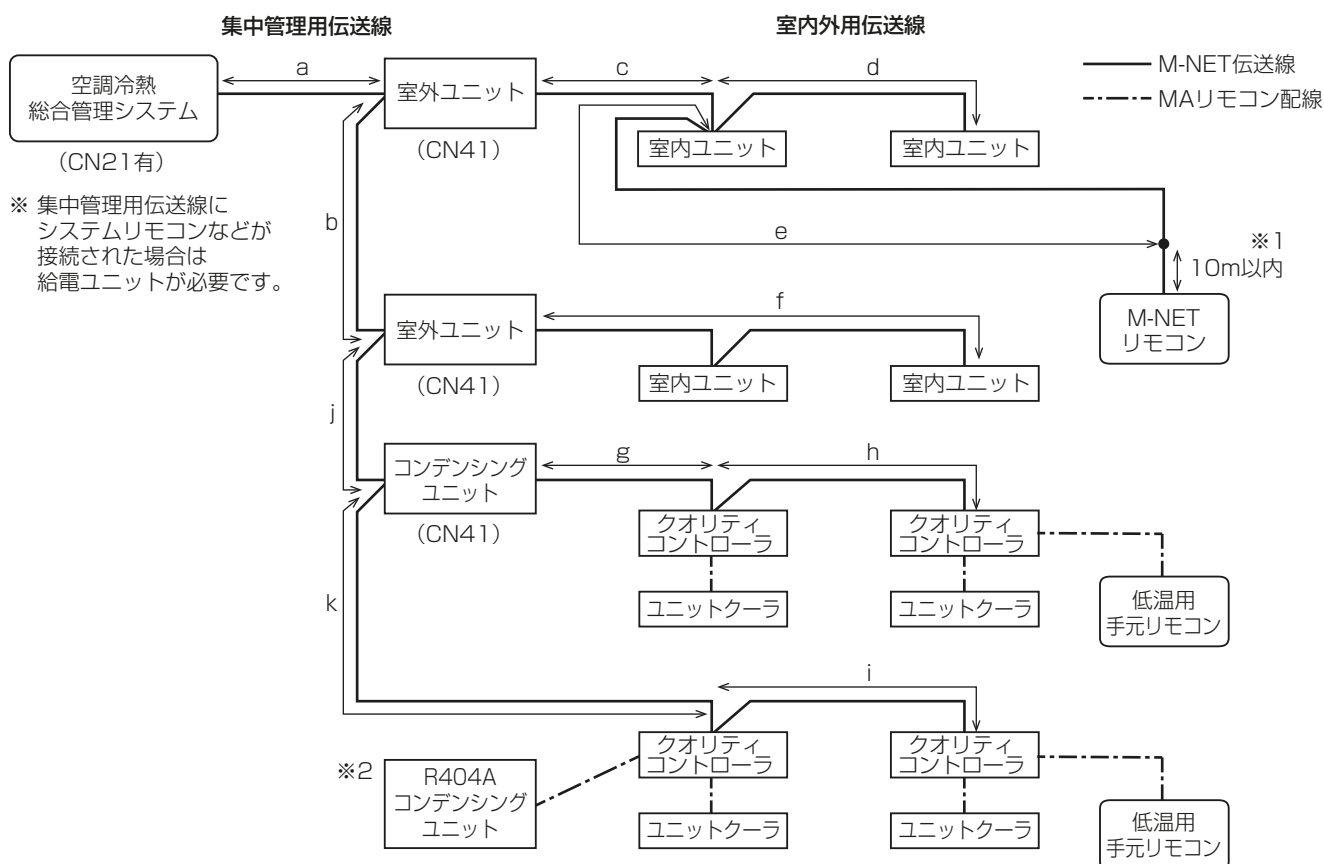 集中管理用伝送線
室内外用伝送線
空調冷熱
総合管理システム
(CN21有)
※ 集中管理用伝送線に
システムリモコンなどが
接続された場合は
給電ユニットが必要です。
a
室外ユニット
(CN41)
c
d
室内ユニット
室内ユニット
M-NET伝送線
MAリモコン配線
b
e
※1
10m以内
M-NET
リモコン
室外ユニット
(CN41)
f
室内ユニット
室内ユニット
j
コンデンシング
ユニット
(CN41)
g
h
クオリティ
コントローラ
クオリティ
コントローラ
ユニットクーラ
ユニットクーラ
低温用
手元リモコン
k
i
※2
R404A
コンデンシング
ユニット
クオリティ
コントローラ
クオリティ
コントローラ
ユニットクーラ
ユニットクーラ
低温用
手元リモコン